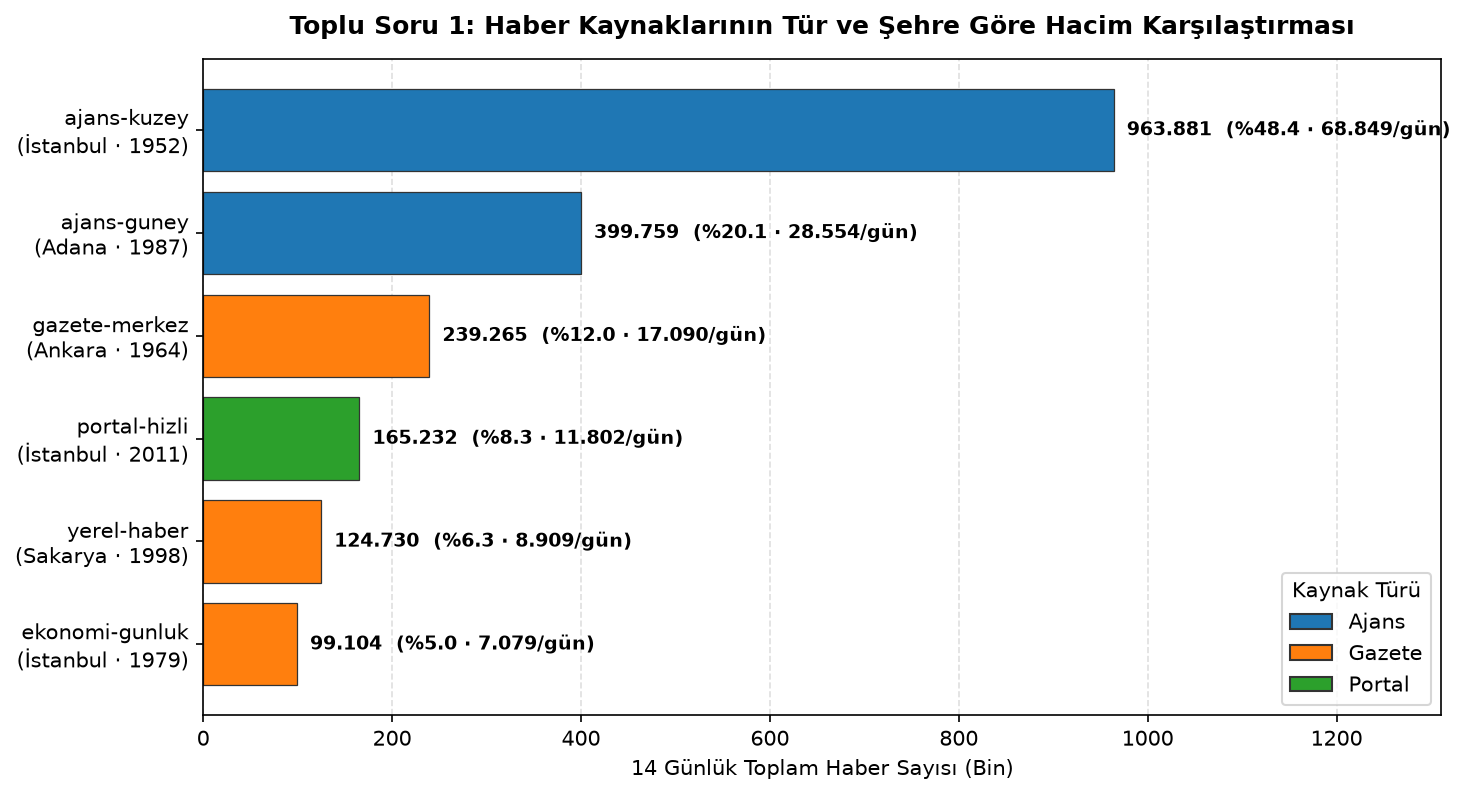 Toplu Soru 1: Haber Kaynaklarının Tür ve Şehre Göre Hacim Karşılaştırması
ajans-kuzey
(İstanbul · 1952)
963.881 (%48.4 · 68.849/gün)
ajans-guney
(Adana · 1987)
399.759 (%20.1 · 28.554/gün)
gazete-merkez
(Ankara · 1964)
239.265 (%12.0 · 17.090/gün)
portal-hizli
(İstanbul · 2011)
165.232 (%8.3 · 11.802/gün)
yerel-haber
(Sakarya · 1998)
124.730 (%6.3 · 8.909/gün)
ekonomi-gunluk
(İstanbul · 1979)
99.104 (%5.0 · 7.079/gün)
Kaynak Türü
Ajans
Gazete
Portal
0 200 400 600 800 1000 1200
14 Günlük Toplam Haber Sayısı (Bin)